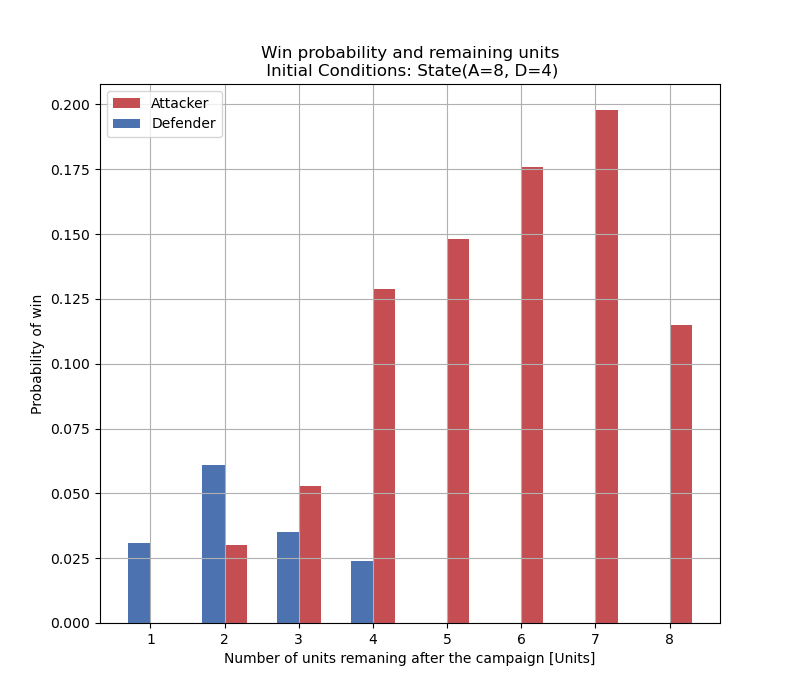 Win probability and remaining units
Initial Conditions: State(A=8, D=4)
Attacker
Defender
0.200
0.175
0.150
0.125
0.100
0.075
0.050
0.025
0.000
Probability of win
1 2 3 4 5 6 7 8
Number of units remaning after the campaign [Units]